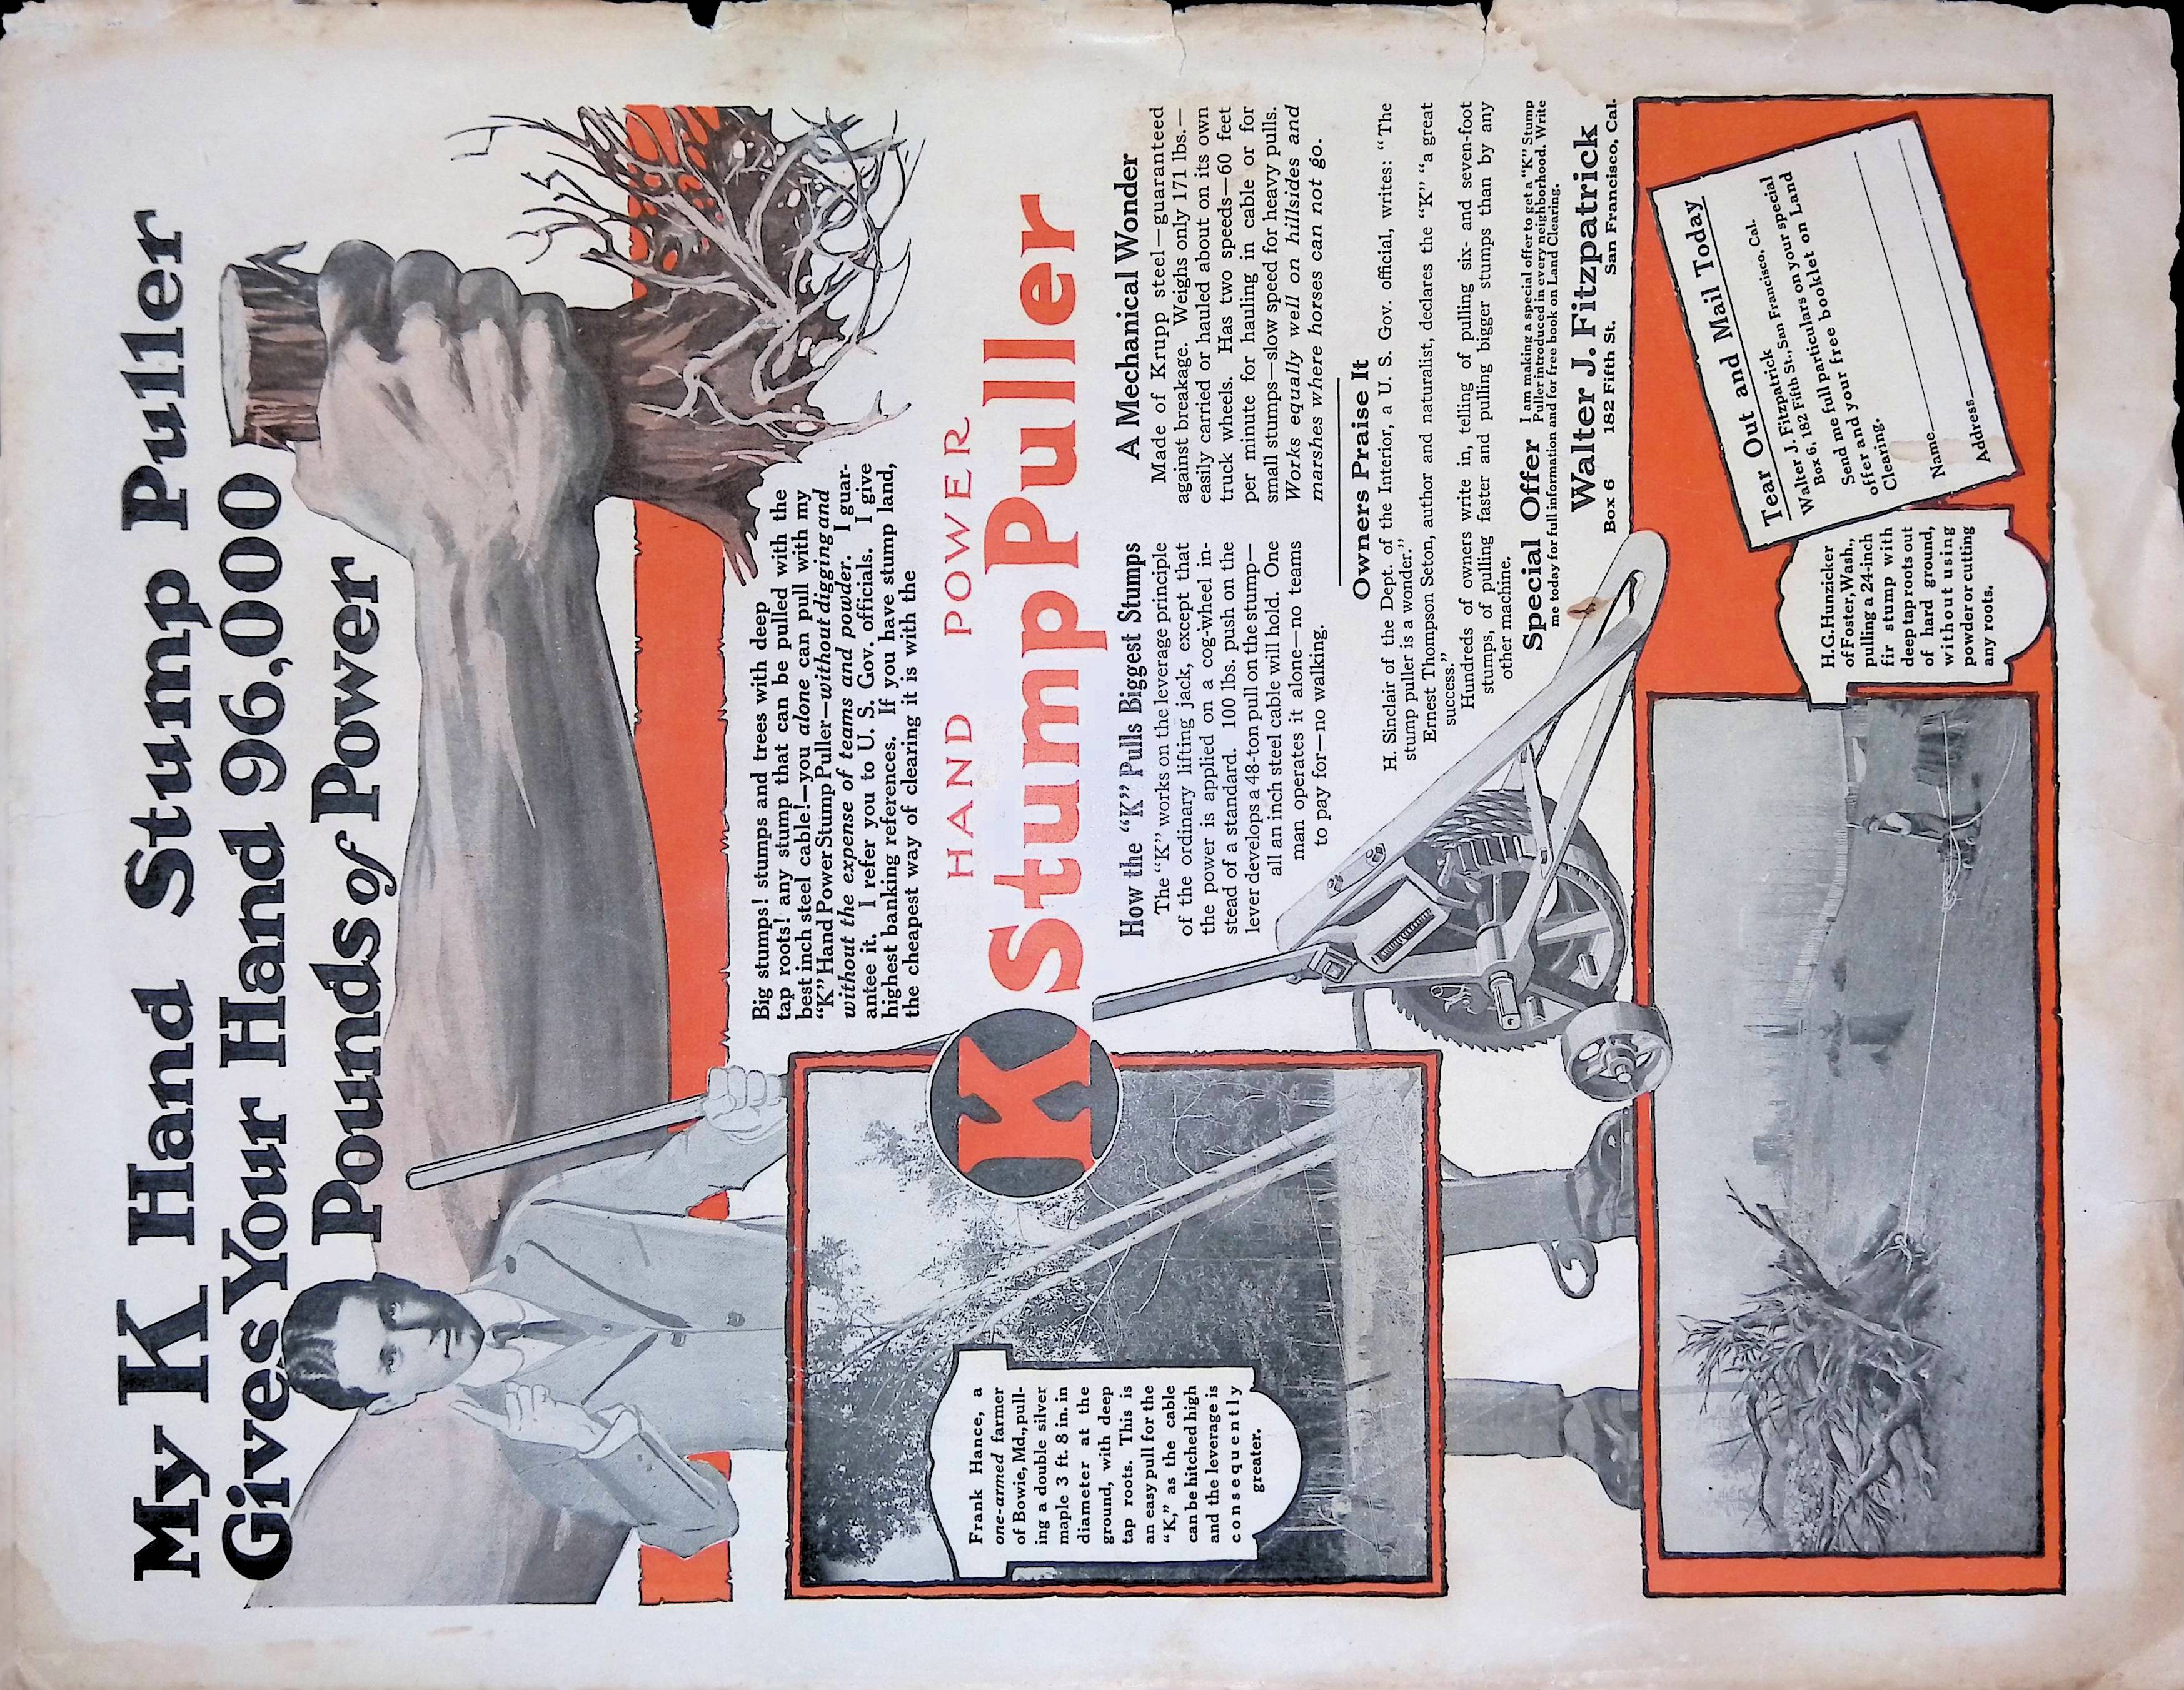 My K Hand Stump Puller
Gives Your Hand 96,000
Pounds of Power
Big stumps! stumps and trees with deep
tap roots! any stump that can be pulled with the
best inch steel cable!—you alone can pull with my
"K" Hand Power Stump Puller—without digging and
without the expense of teams and powder. I guar-
antee it. I refer you to U. S. Gov. officials. I give
highest banking references. If you have stump land,
the cheapest way of clearing it is with the
HAND POWER
K Stump Puller
How the "K" Pulls Biggest Stumps
The "K" works on the leverage principle
of the ordinary lifting jack, except that
the power is applied on a cog-wheel in-
stead of a standard. 100 lbs. push on the
lever develops a 48-ton pull on the stump—
all an inch steel cable will hold. One
man operates it alone—no teams
to pay for—no walking.
A Mechanical Wonder
Made of Krupp steel—guaranteed
against breakage. Weighs only 171 lbs.—
easily carried or hauled about on its own
truck wheels. Has two speeds—60 feet
per minute for hauling in cable or for
small stumps—slow speed for heavy pulls.
Works equally well on hillsides and
marshes where horses can not go.
Owners Praise It
H. Sinclair of the Dept. of the Interior, a U. S. Gov. official, writes: "The
stump puller is a wonder."
Ernest Thompson Seton, author and naturalist, declares the "K" "a great
success."
Hundreds of owners write in, telling of pulling six- and seven-foot
stumps, of pulling faster and pulling bigger stumps than by any
other machine.
Special Offer I am making a special offer to get a "K" Stump
Puller introduced in every neighborhood. Write
me today for full information and for free book on Land Clearing.
Walter J. Fitzpatrick
Box 6 182 Fifth St. San Francisco, Cal.
Frank Hance, a
one-armed farmer
of Bowie, Md., pull-
ing a double silver
maple 3 ft. 8 in. in
diameter at the
ground, with deep
tap roots. This is
an easy pull for the
"K," as the cable
can be hitched high
and the leverage is
consequently
greater.
H.G. Hunzicker
of Foster, Wash.,
pulling a 24-inch
fir stump with
deep tap roots out
of hard ground,
without using
powder or cutting
any roots.
Tear Out and Mail Today
Walter J. Fitzpatrick
Box 6, 182 Fifth St., San Francisco, Cal.
Send me full particulars on your special
offer and your free booklet on Land
Clearing.
Name
Address